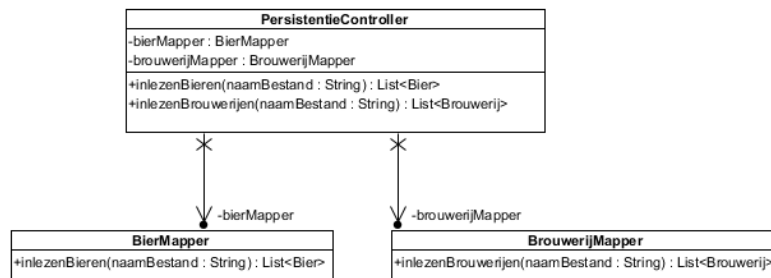 PersistentieController
-bierMapper : BierMapper
-brouwerijMapper : BrouwerijMapper
+inlezenBieren(naamBestand : String) : List<Bier>
+inlezenBrouwerijen(naamBestand : String) : List<Brouwerij>
-bierMapper
-brouwerijMapper
BierMapper
+inlezenBieren(naamBestand : String) : List<Bier>
BrouwerijMapper
+inlezenBrouwerijen(naamBestand : String) : List<Brouwerij>